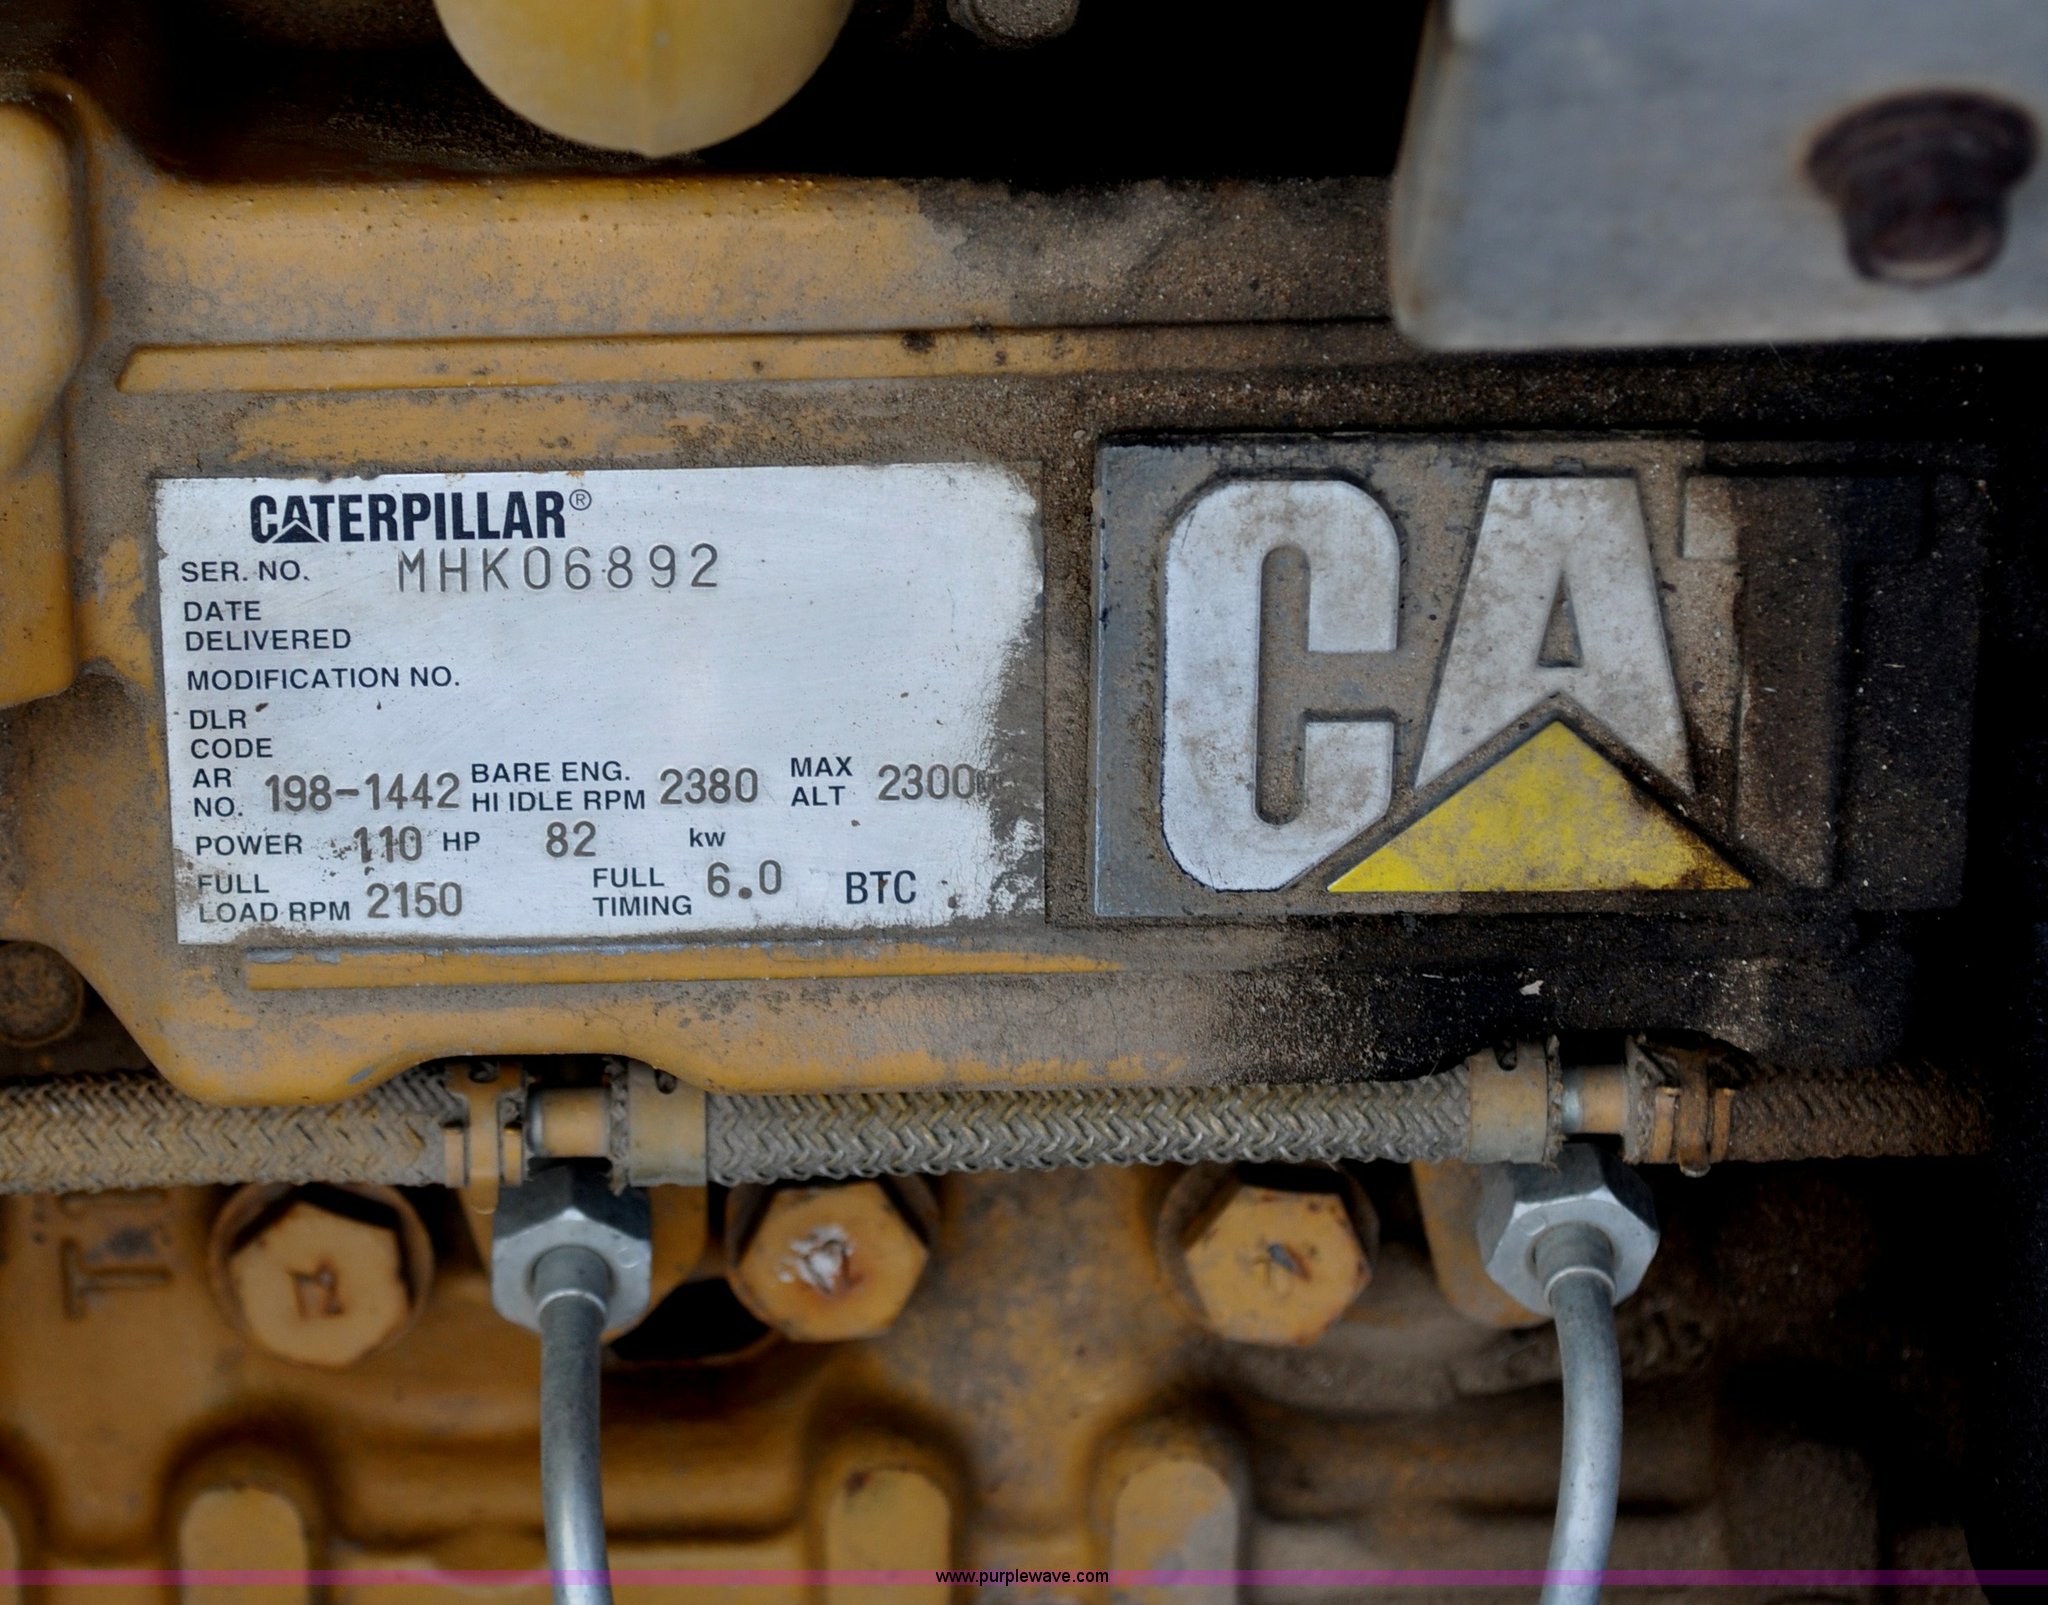 CATERPILLAR®
SER. NO. MHK06892
DATE
DELIVERED
MODIFICATION NO.
DLR
CODE
AR
NO. 198-1442 BARE ENG.
HI IDLE RPM 2380 MAX
ALT 2300
POWER 110 HP 82 kw
FULL
LOAD RPM 2150 FULL
TIMING 6.0 BTC
CAT
www.purplewave.com